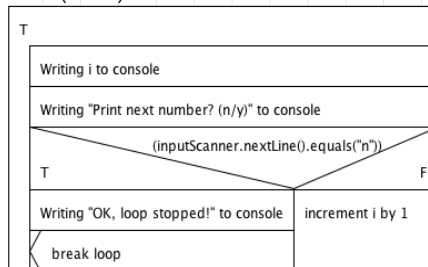 T
Writing i to console
Writing "Print next number? (n/y)" to console
(inputScanner.nextLine().equals("n"))
T F
Writing "OK, loop stopped!" to console increment i by 1
break loop